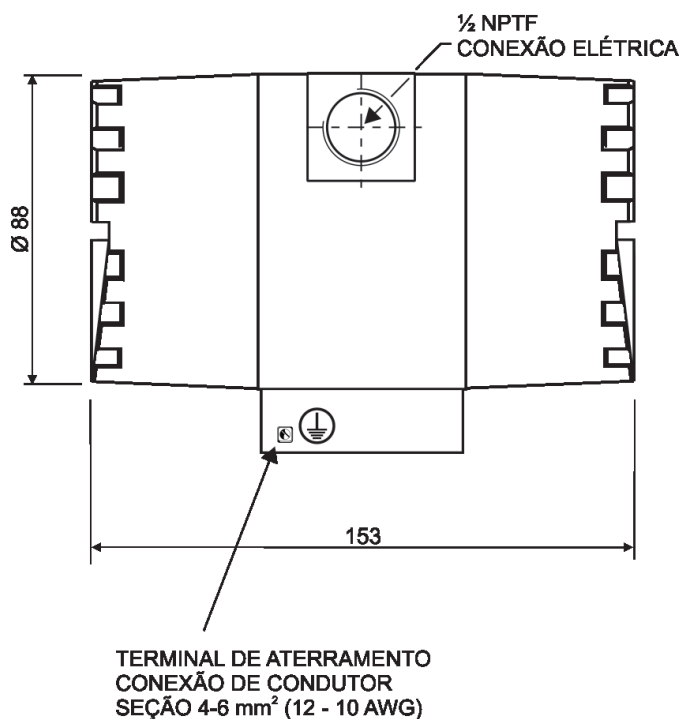 ½ NPTF
CONEXÃO ELÉTRICA
Ø 88
153
TERMINAL DE ATERRAMENTO
CONEXÃO DE CONDUTOR
SEÇÃO 4-6 mm² (12 - 10 AWG)